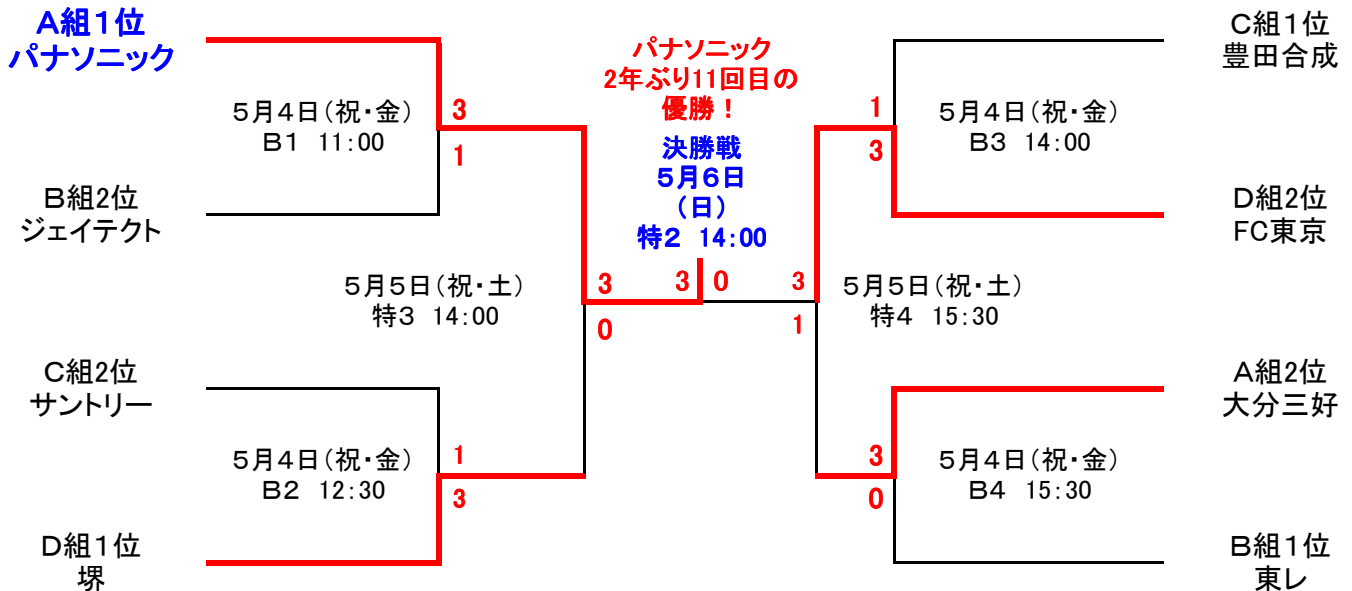 A組1位
パナソニック
5月4日(祝・金)
B1 11:00
3
1
B組2位
ジェイテクト
5月5日(祝・土)
特3 14:00
3
0
C組2位
サントリー
5月4日(祝・金)
B2 12:30
1
3
D組1位
堺
パナソニック
2年ぶり11回目の
優勝！
決勝戦
5月6日
(日)
特2 14:00
3 0
C組1位
豊田合成
1
3
5月4日(祝・金)
B3 14:00
D組2位
FC東京
3
1
5月5日(祝・土)
特4 15:30
A組2位
大分三好
3
0
5月4日(祝・金)
B4 15:30
B組1位
東レ